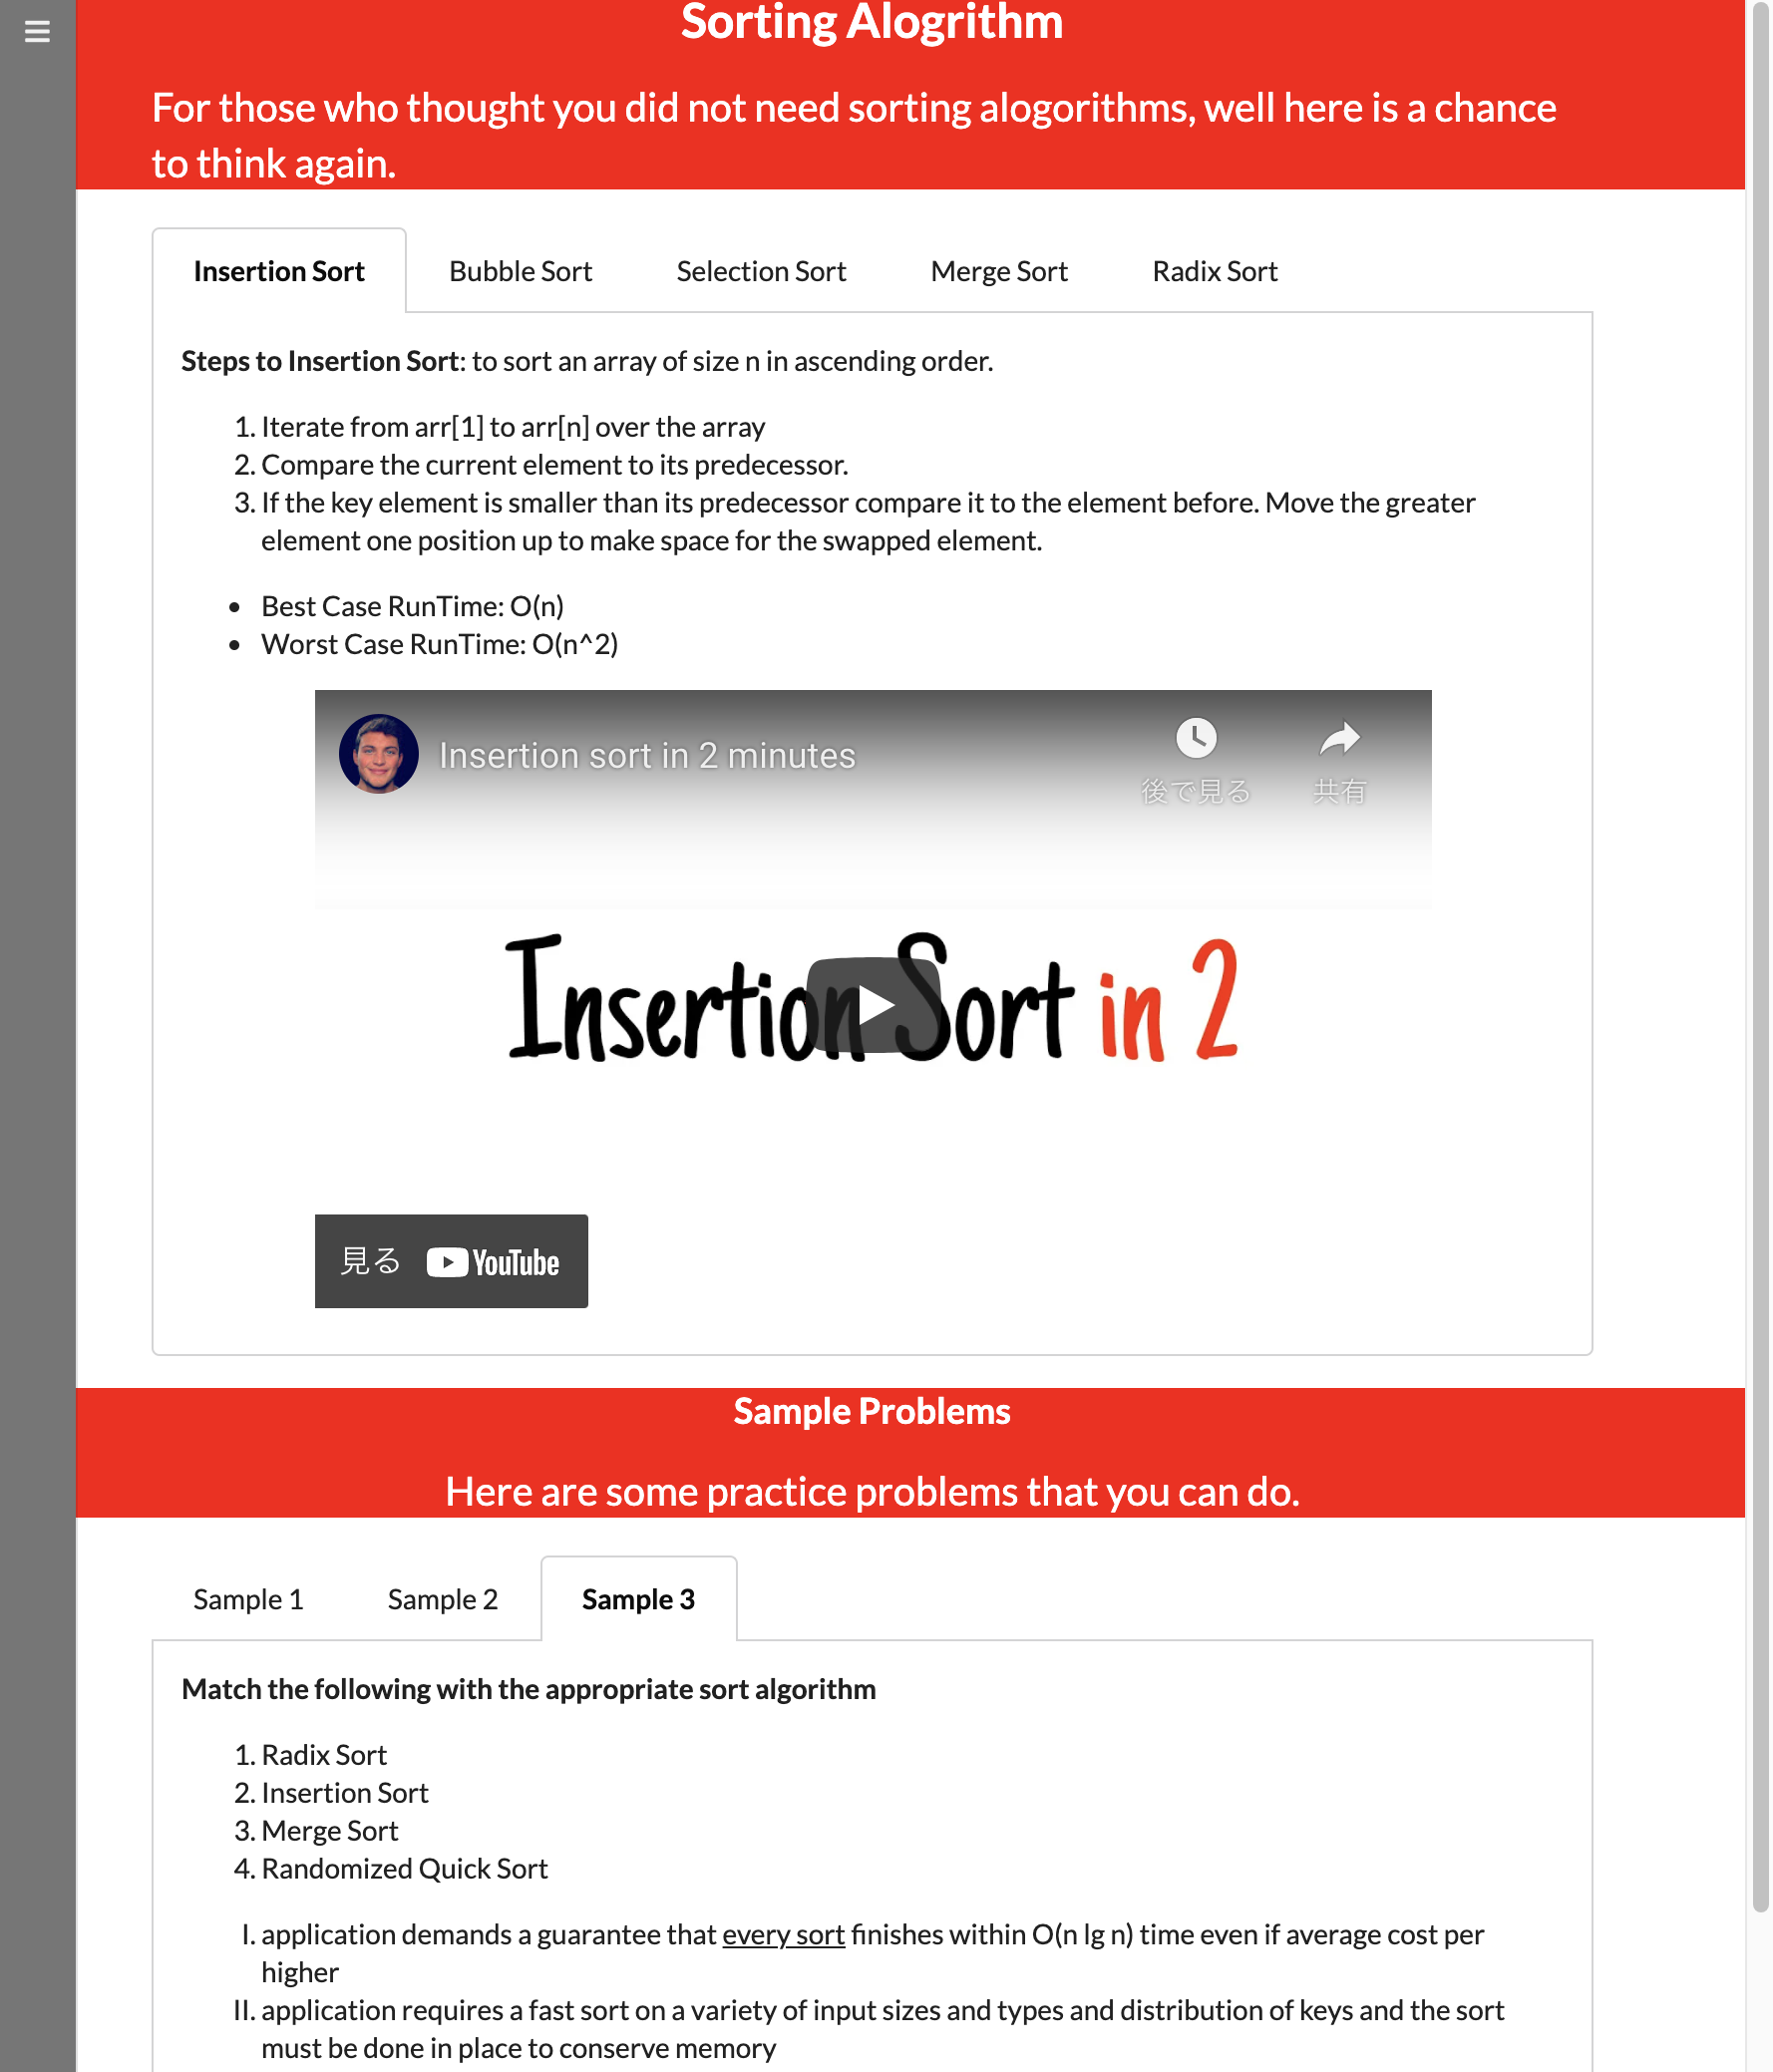 Sorting Alogrithm
For those who thought you did not need sorting alogorithms, well here is a chance
to think again.
Insertion Sort Bubble Sort Selection Sort Merge Sort Radix Sort
Steps to Insertion Sort: to sort an array of size n in ascending order.
1. Iterate from arr[1] to arr[n] over the array
2. Compare the current element to its predecessor.
3. If the key element is smaller than its predecessor compare it to the element before. Move the greater
element one position up to make space for the swapped element.
• Best Case RunTime: O(n)
• Worst Case RunTime: O(n^2)
Insertion sort in 2 minutes
後で見る 共有
Insertion Sort in 2
見る YouTube
Sample Problems
Here are some practice problems that you can do.
Sample 1 Sample 2 Sample 3
Match the following with the appropriate sort algorithm
1. Radix Sort
2. Insertion Sort
3. Merge Sort
4. Randomized Quick Sort
I. application demands a guarantee that every sort finishes within O(n lg n) time even if average cost per
higher
II. application requires a fast sort on a variety of input sizes and types and distribution of keys and the sort
must be done in place to conserve memory